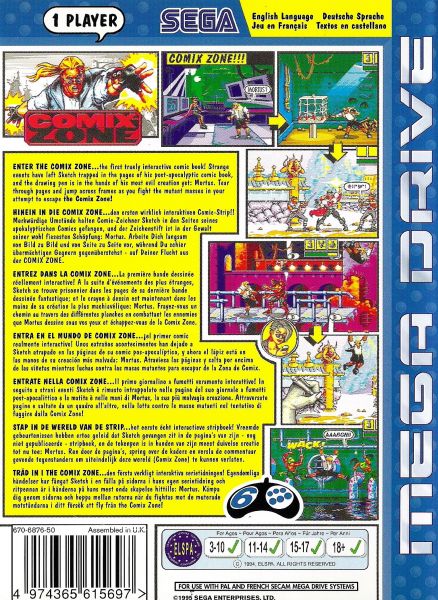 1 PLAYER
SEGA
English Language Deutsche Sprache
Jeu en Français Textos en castellano
COMIX
ZONE
COMIX ZONE!!!
MORTUS!
MEGA DRIVE
ENTER THE COMIX ZONE...the first truely interactive comic book! Strange
events have left Sketch trapped in the pages of his post-apocalyptic comic book,
and the drawing pen is in the hands of his most evil creation yet: Mortus. Tear
through pages and jump across frames as you fight the mutant masses in your
attempt to escape the Comix Zone!
HINEIN IN DIE COMIX ZONE...den ersten wirklich interaktiven Comic-Strip!!
Merkwürdige Umstände halten Comic-Zeichner Sketch in den Seiten seines
apokalyptischen Comics gefangen, und der Zeichenstift ist in der Gewalt
seiner wohl fiesesten Schöpfung: Mortus. Arbeite Dich langsam
von Bild zu Bild und von Seite zu Seite vor, während Du zahlreichen
übermächtigen Gegnern gegenüberstehst - auf Deiner Flucht aus
der COMIX ZONE.
ENTREZ DANS LA COMIX ZONE...La première bande dessinée
réellement interactive! A la suite d'événements des plus étranges,
Sketch se trouve prisonnier dans les pages de sa dernière bande
dessinée fantastique; et le crayon à dessin est maintenant dans les
mains de sa création la plus machiavélique: Mortus. Frayez-vous un
chemin au travers des différentes planches en combattant les ennemies
que Mortus dessine sous vos yeux et échappez-vous de la Comix Zone!
ENTRA EN EL MUNDO DE COMIX ZONE...¡el primer comic
realmente interactivo! Unos extraños acontecimientos han dejado a
Sketch atrapado en las páginas de su comic pos-apocalíptico, y ahora el lápiz está en
las manos de su creación más malvada: Mortus. Atraviesa las páginas y salta por encima
de las viñetas mientras luchas contra las masas mutantes para escapar de la Zona de Comix.
ENTRATE NELLA COMIX ZONE...Il primo giornalino a fumetti veramente interattivo! In
seguito a strani eventi Sketch è rimasto intrappolato nelle pagine del suo giornale a fumetti
post-apocalittico e la matita è nelle mani di Mortus, la sua più malvagia creazione. Attraversate
pagine e saltate da un quadro all'altro, nella lotta contro le masse mutanti nel tentativo di
fuggire dalla Comix Zone!
STAP IN DE WERELD VAN DE STRIP...het eerste écht interactieve stripboek! Vreemde
gebeurtenissen hebben ertoe geleid dat Sketch gevangen zit in de pagina's van zijn - nog
niet gepubliceerde - stripboek, en de tekenpen is in handen van zijn meest duivelse creatie
tot nu toe: Mortus. Ren door de pagina's, spring over de kaders en versla de commentaar
gevende tegenstanders om uiteindelijk deze wereld (Comix Zone) te kunnen verlaten.
TRÄD IN I THE COMIX ZONE...den första verkligt interaktiva serietidningen! Egendomliga
händelser har fångat Sketch i en fälla på sidorna i hans egen serietidning och
ritpennan är i händerna på hans mest onda skapelse hittills: Mortus. Kämpa
dig genom sidorna och hoppa mellan rutorna när du fightas mot de muterade
motståndarna i ditt försök att fly från the Comix Zone!
AAARGH!
6
670-6876-50
Assembled in U.K.
4 974365 615697 >
ELSPA
For Ages - Pour Ages - Para Años - Für Jahre - Per Anni
3-10 11-14 15-17 18+
© 1994, ELSPA. ALL RIGHTS RESERVED
FOR USE WITH PAL AND FRENCH SECAM MEGA DRIVE SYSTEMS
©1995 SEGA ENTERPRISES, LTD.